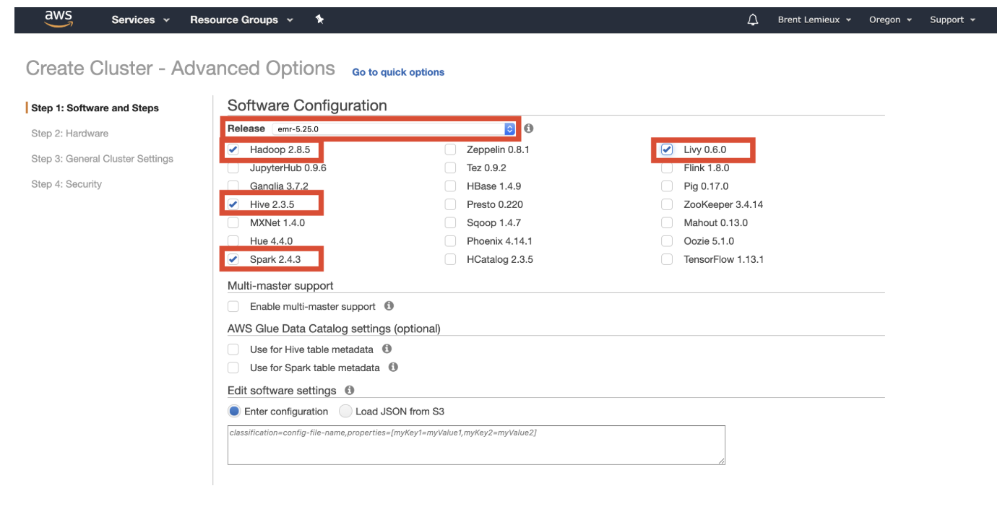 aws Services Resource Groups Brent Lemieux Oregon Support
Create Cluster - Advanced Options Go to quick options
Step 1: Software and Steps
Step 2: Hardware
Step 3: General Cluster Settings
Step 4: Security
Software Configuration
Release emr-5.25.0
Hadoop 2.8.5 Zeppelin 0.8.1 Livy 0.6.0
JupyterHub 0.9.6 Tez 0.9.2 Flink 1.8.0
Ganglia 3.7.2 HBase 1.4.9 Pig 0.17.0
Hive 2.3.5 Presto 0.220 ZooKeeper 3.4.14
MXNet 1.4.0 Sqoop 1.4.7 Mahout 0.13.0
Hue 4.4.0 Phoenix 4.14.1 Oozie 5.1.0
Spark 2.4.3 HCatalog 2.3.5 TensorFlow 1.13.1
Multi-master support
Enable multi-master support
AWS Glue Data Catalog settings (optional)
Use for Hive table metadata
Use for Spark table metadata
Edit software settings
Enter configuration Load JSON from S3
classification=config-file-name,properties=[myKey1=myValue1,myKey2=myValue2]